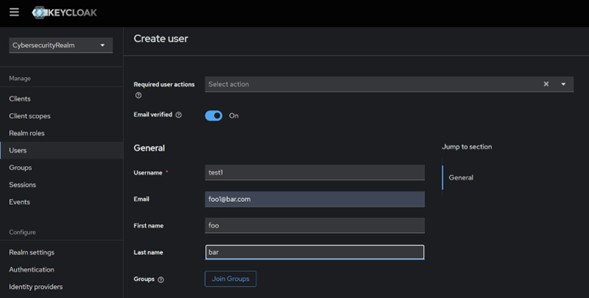 KEYCLOAK
CybersecurityRealm
Manage
Clients
Client scopes
Realm roles
Users
Groups
Sessions
Events
Configure
Realm settings
Authentication
Identity providers
Create user
Required user actions
Select action
Email verified
On
General
Username *
test1
Email
foo1@bar.com
First name
foo
Last name
bar
Groups
Join Groups
Jump to section
General